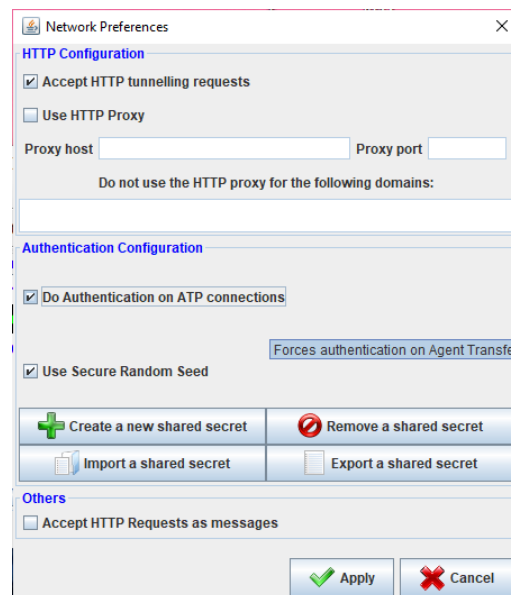 Network Preferences
HTTP Configuration
Accept HTTP tunnelling requests
Use HTTP Proxy
Proxy host
Proxy port
Do not use the HTTP proxy for the following domains:
Authentication Configuration
Do Authentication on ATP connections
Forces authentication on Agent Transfe
Use Secure Random Seed
Create a new shared secret
Remove a shared secret
Import a shared secret
Export a shared secret
Others
Accept HTTP Requests as messages
Apply
Cancel